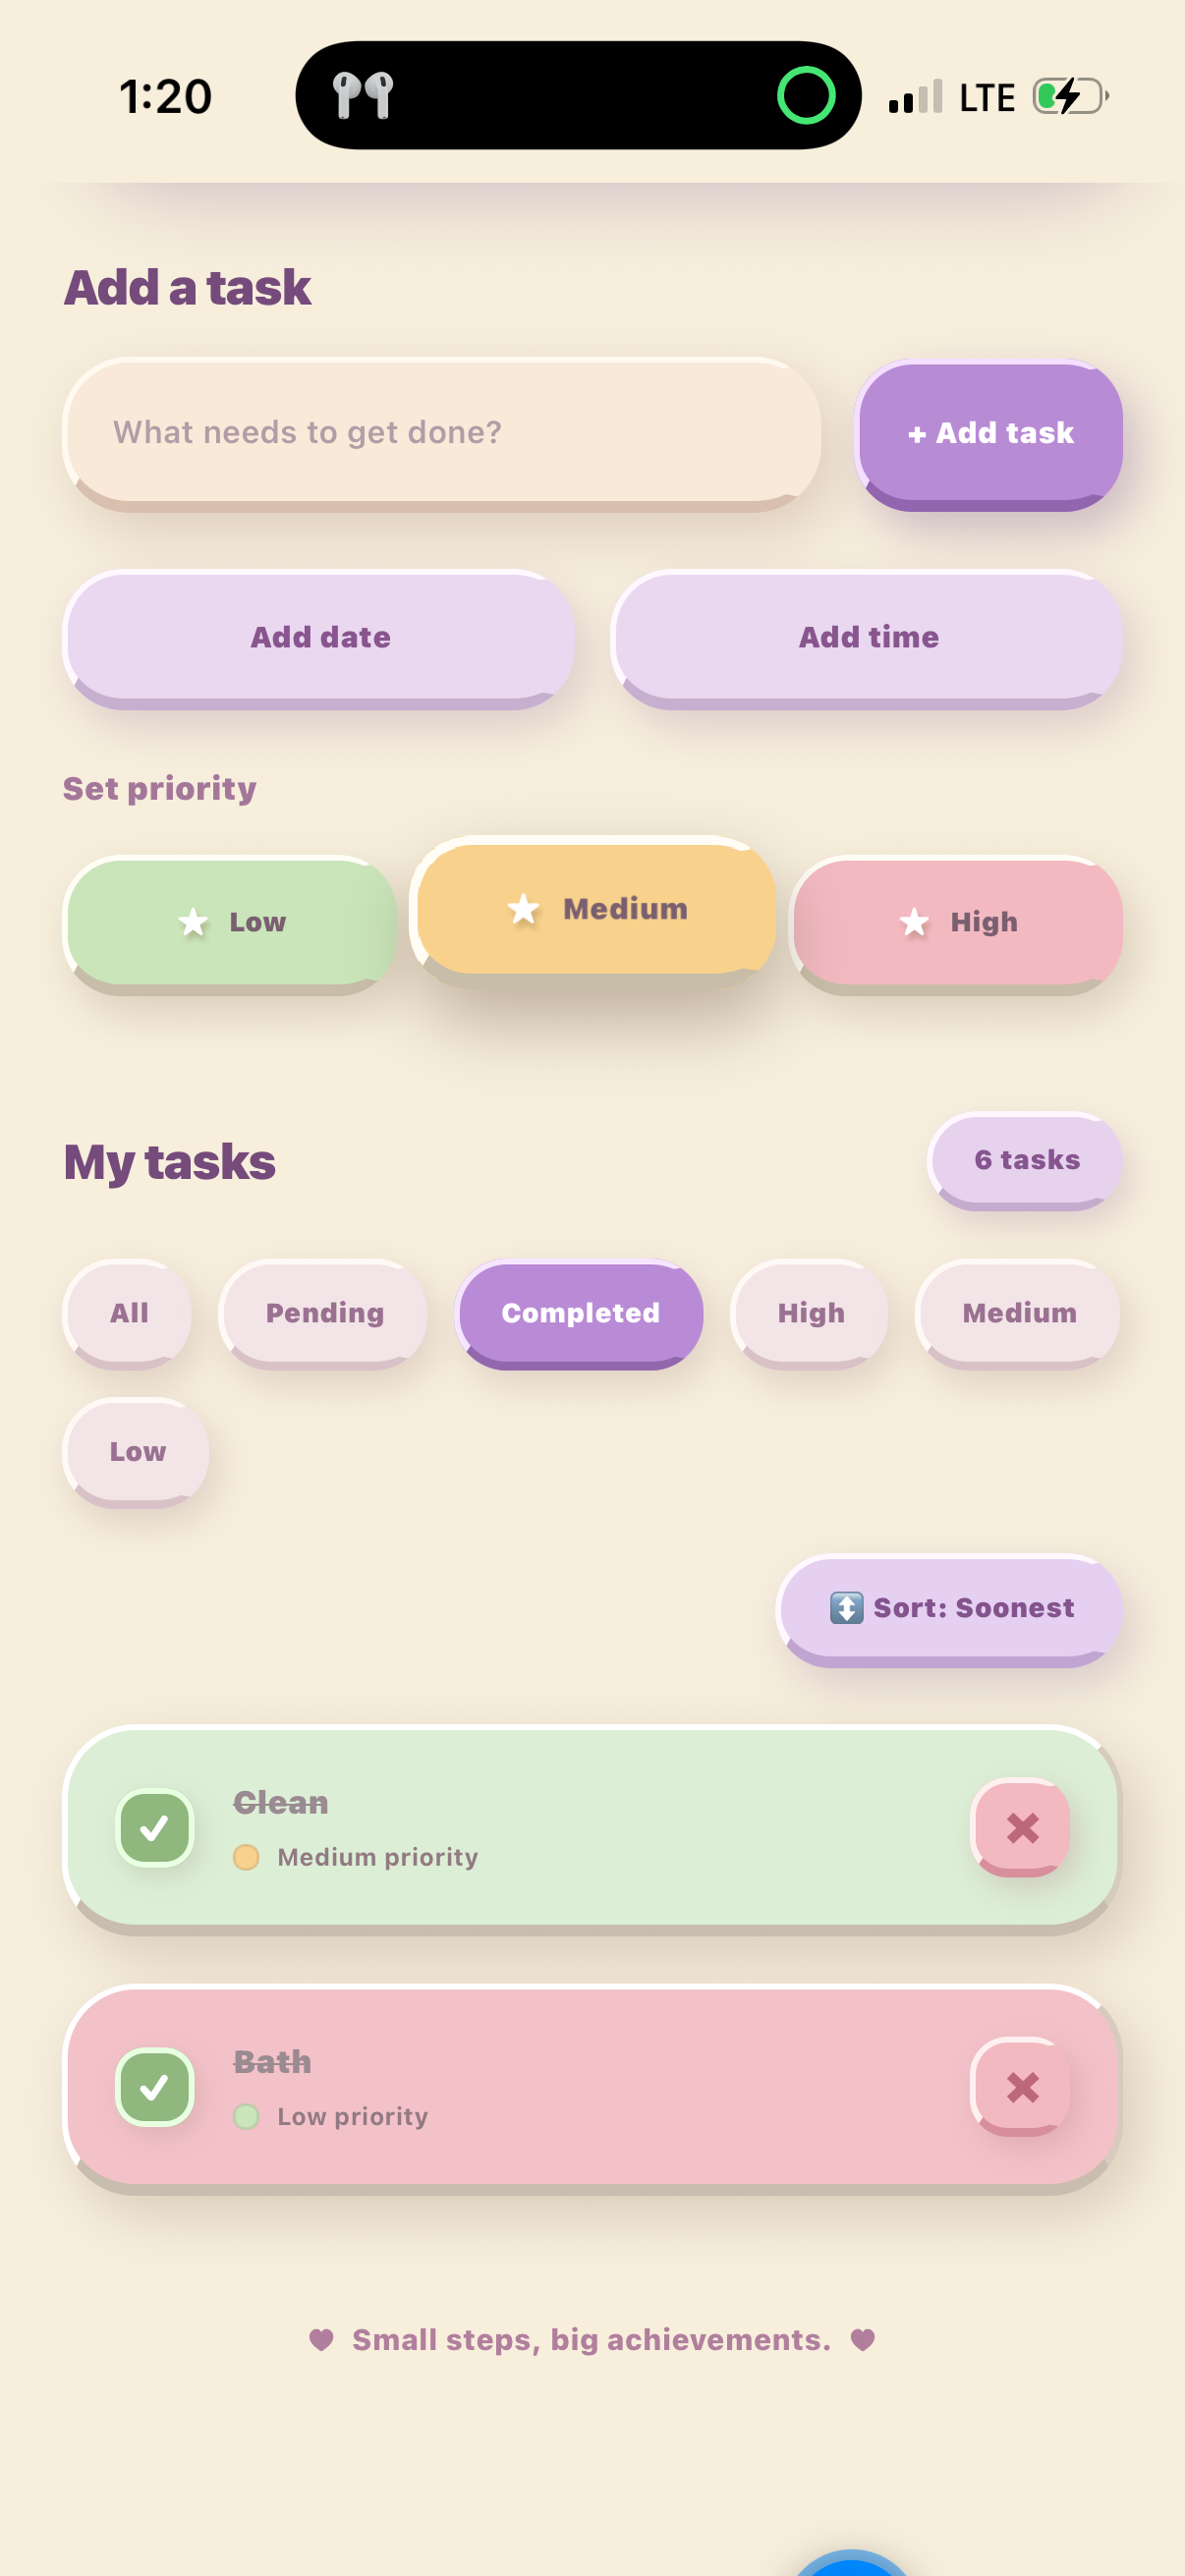 1:20
LTE
Add a task
What needs to get done?
+ Add task
Add date
Add time
Set priority
Low
Medium
High
My tasks
6 tasks
All
Pending
Completed
High
Medium
Low
Sort: Soonest
Clean
Medium priority
Bath
Low priority
Small steps, big achievements.